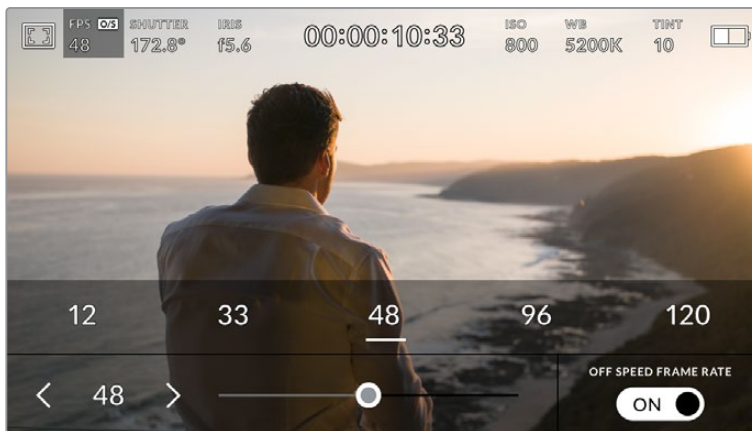 FPS O/S SHUTTER IRIS 00:00:10:33 ISO WB TINT
48 172.8° f5.6 800 5200K 10
12 33 48 96 120
OFF SPEED FRAME RATE
48 ON